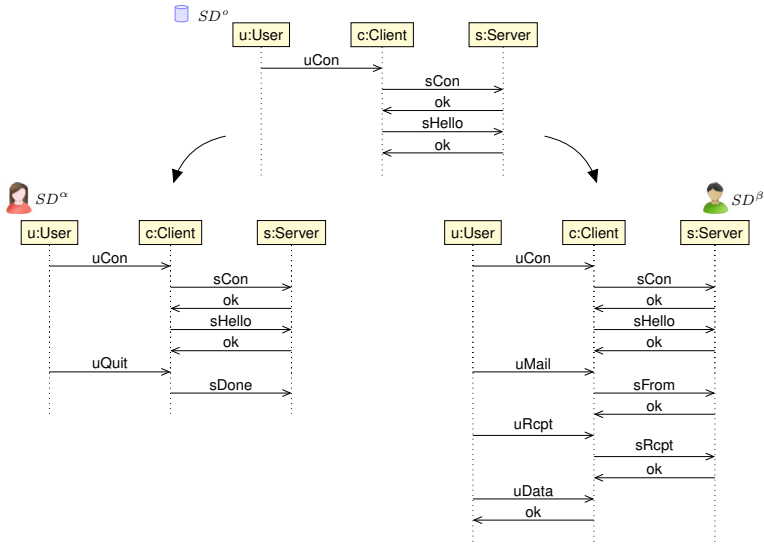 SD^o
u:User c:Client s:Server
uCon
sCon
ok
sHello
ok
SD^α
u:User c:Client s:Server
uCon
sCon
ok
sHello
ok
uQuit
sDone
SD^β
u:User c:Client s:Server
uCon
sCon
ok
sHello
ok
uMail
sFrom
ok
uRcpt
sRcpt
ok
uData
ok